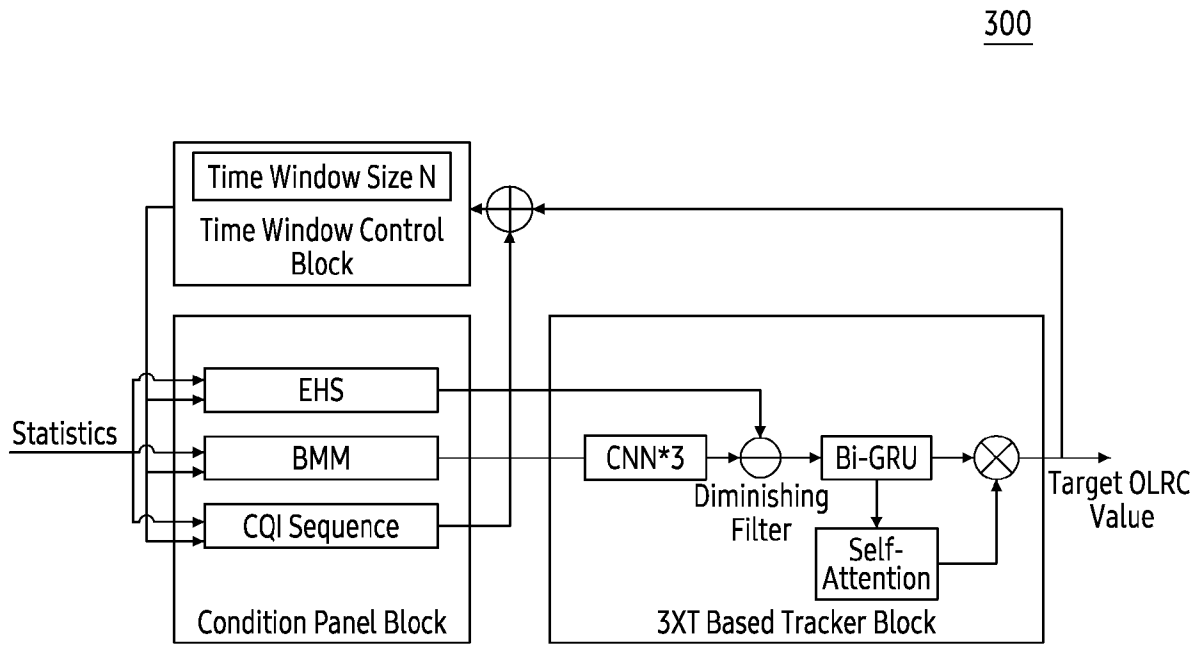 300
Time Window Size N
Time Window Control
Block
EHS
Statistics
BMM
CNN*3
Bi-GRU
Diminishing
Filter
Target OLRC
Value
CQI Sequence
Self-
Attention
Condition Panel Block
3XT Based Tracker Block